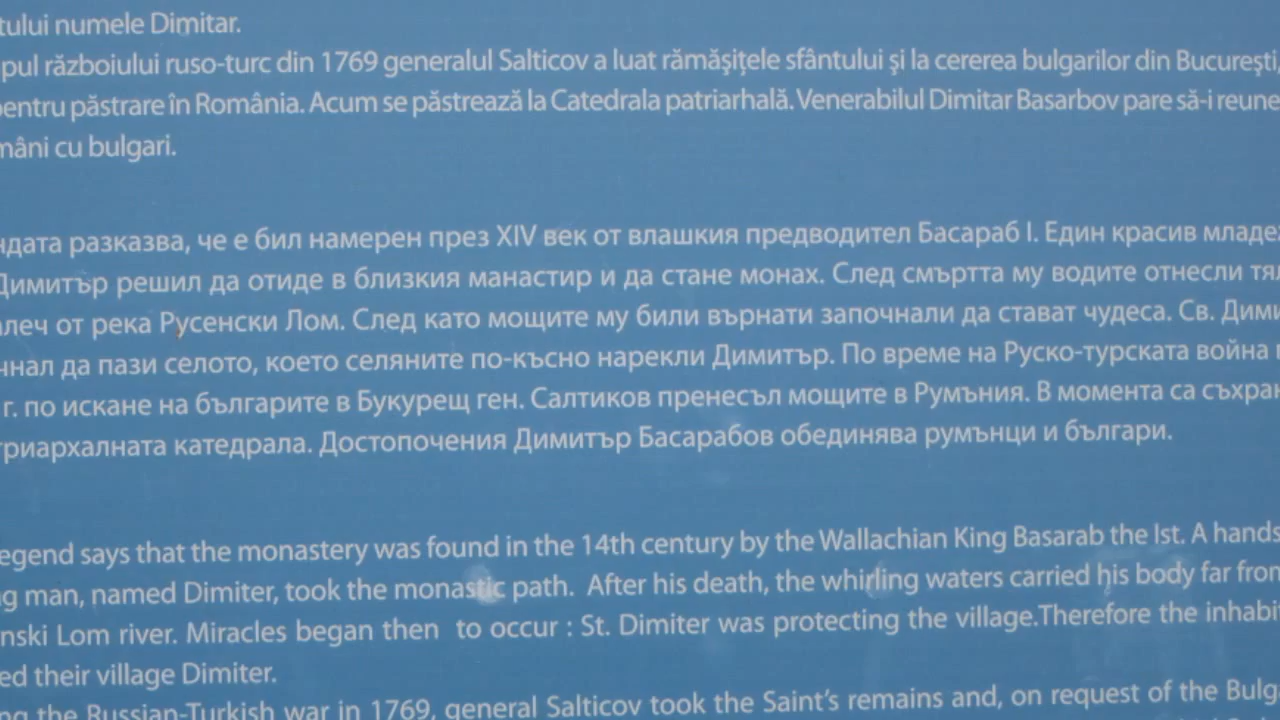 tului numele Dimitar.
pul războiului ruso-turc din 1769 generalul Salticov a luat rămăşiţele sfântului şi la cererea bulgarilor din Bucureşti,
pentru păstrare în România. Acum se păstrează la Catedrala patriarhală. Venerabilul Dimitar Basarbov pare să-i reune
mâni cu bulgari.
ндата разказва, че е бил намерен през XIV век от влашкия предводител Басараб I. Един красив младе
Димитър решил да отиде в близкия манастир и да стане монах. След смъртта му водите отнесли тя
леч от река Русенски Лом. След като мощите му били върнати започнали да стават чудеса. Св. Дими
чнал да пази селото, което селяните по-късно нарекли Димитър. По време на Руско-турската война
г. по искане на българите в Букурещ ген. Салтиков пренесъл мощите в Румъния. В момента са съхран
триархалната катедрала. Достопочения Димитър Басарабов обединява румънци и българи.
egend says that the monastery was found in the 14th century by the Wallachian King Basarab the Ist. A hands
g man, named Dimiter, took the monastic path. After his death, the whirling waters carried his body far from
nski Lom river. Miracles began then to occur : St. Dimiter was protecting the village.Therefore the inhabi
ed their village Dimiter.
ng the Russian-Turkish war in 1769, general Salticov took the Saint's remains and, on request of the Bulg